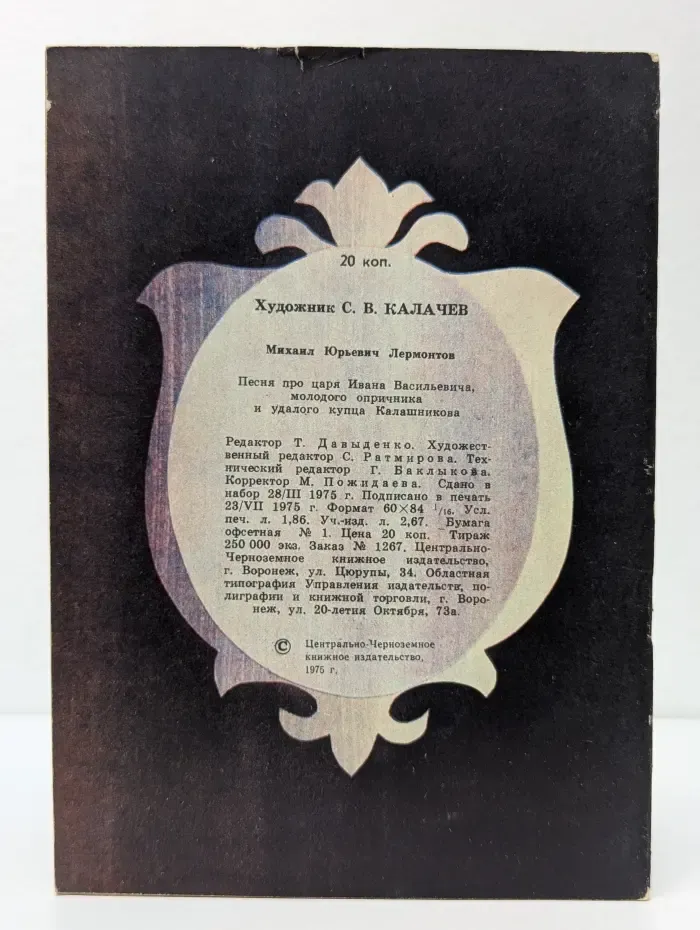 20 коп.
Художник С. В. КАЛАЧЕВ
Михаил Юрьевич Лермонтов
Песня про царя Ивана Васильевича,
молодого опричника
и удалого купца Калашникова
Редактор Т. Давыденко. Художест-
венный редактор С. Ратмирова. Тех-
нический редактор Г. Баклыкова.
Корректор М. Пожидаева. Сдано в
набор 28/III 1975 г. Подписано в печать
23/VII 1975 г. Формат 60×84 1/16. Усл.
печ. л. 1,86. Уч.-изд. л. 2,67. Бумага
офсетная № 1. Цена 20 коп. Тираж
250 000 экз. Заказ № 1267. Центрально-
Черноземное книжное издательство,
г. Воронеж, ул. Цюрупы, 34. Областная
типография Управления издательств, по-
лиграфии и книжной торговли, г. Воро-
неж, ул. 20-летия Октября, 73а.
© Центрально-Черноземное
книжное издательство,
1975 г.